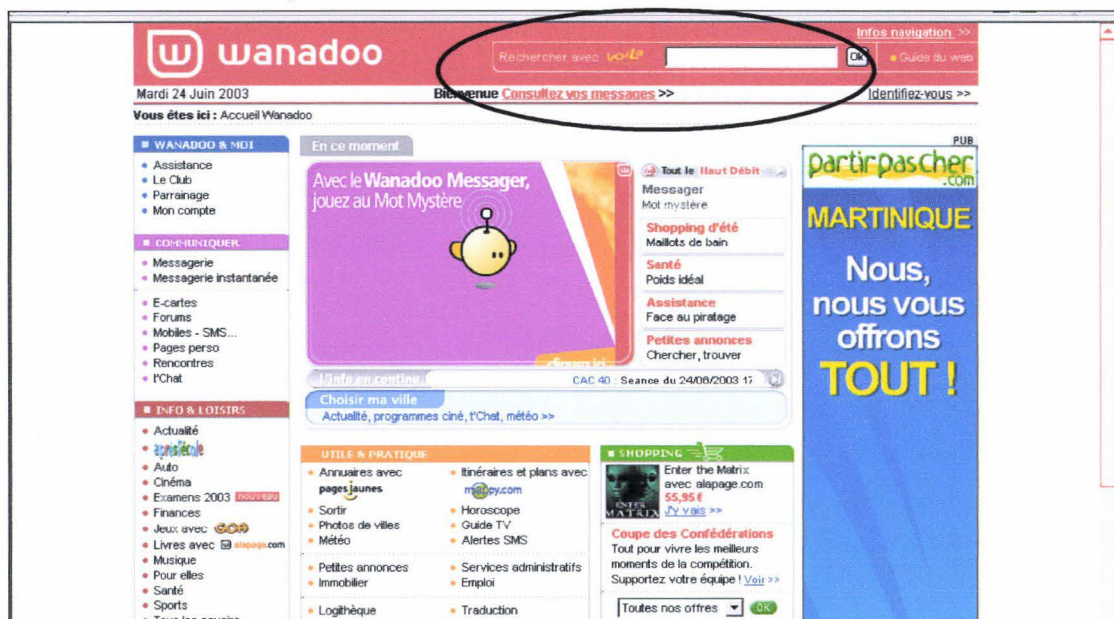 Infos navigation >>
wanadoo
Rechercher avec voilà
Ok
Guide du web
Mardi 24 Juin 2003
Bienvenue Consultez vos messages >>
Identifiez-vous >>
Vous êtes ici : Accueil Wanadoo
WANADOO & MOI
Assistance
Le Club
Parrainage
Mon compte
COMMUNIQUER
Messagerie
Messagerie instantanée
E-cartes
Forums
Mobiles - SMS...
Pages perso
Rencontres
t'Chat
INFO & LOISIRS
Actualité
aprèsl'école
Auto
Cinéma
Examens 2003 nouveau
Finances
Jeux avec GOA
Livres avec alapage.com
Musique
Pour elles
Santé
Sports
En ce moment
Avec le Wanadoo Messager,
jouez au Mot Mystère
Tout le Haut Débit
Messager
Mot mystère
Shopping d'été
Maillots de bain
Santé
Poids idéal
Assistance
Face au piratage
Petites annonces
Chercher, trouver
L'info en continu
CAC 40 : Seance du 24/06/2003 17
Choisir ma ville
Actualité, programmes ciné, t'Chat, météo >>
UTILE & PRATIQUE
Annuaires avec
pagesjaunes
Sortir
Photos de villes
Météo
Petites annonces
Immobilier
Logithèque
Itinéraires et plans avec
mappy.com
Horoscope
Guide TV
Alertes SMS
Services administratifs
Emploi
Traduction
SHOPPING
ENTER
MATRIX
Enter the Matrix
avec alapage.com
55,95 €
J'y vais >>
Coupe des Confédérations
Tout pour vivre les meilleurs
moments de la compétition.
Supportez votre équipe ! Voir >>
Toutes nos offres
OK
PUB
partirpascher
.com
MARTINIQUE
Nous,
nous vous
offrons
TOUT !